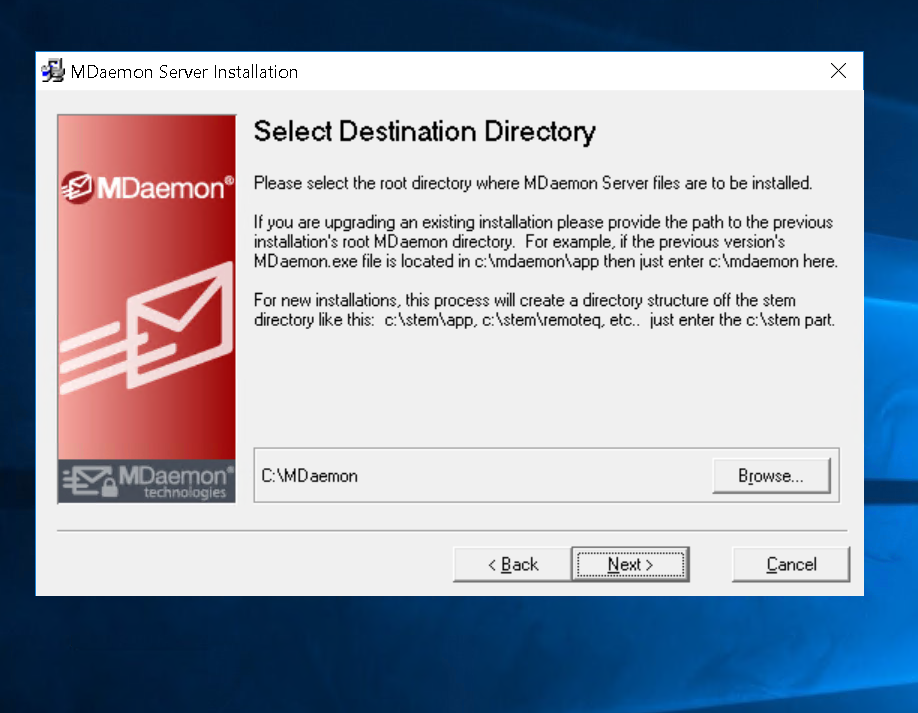 MDaemon Server Installation
MDaemon®
Select Destination Directory
Please select the root directory where MDaemon Server files are to be installed.
If you are upgrading an existing installation please provide the path to the previous
installation's root MDaemon directory.  For example, if the previous version's
MDaemon.exe file is located in c:\mdaemon\app then just enter c:\mdaemon here.
For new installations, this process will create a directory structure off the stem
directory like this:  c:\stem\app, c:\stem\remoteq, etc..  just enter the c:\stem part.
MDaemon®
technologies
C:\MDaemon
Browse...
< Back
Next >
Cancel